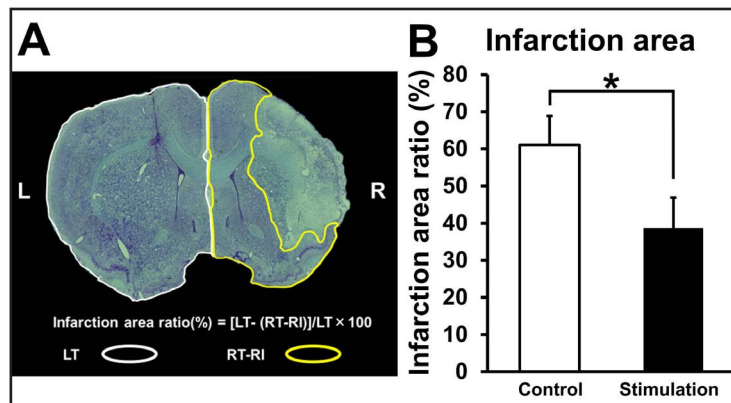 A
L
R
Infarction area ratio(%) = [LT- (RT-RI)]/LT × 100
LT
RT-RI
B
Infarction area
*
Infarction area ratio (%)
80
70
60
50
40
30
20
10
0
Control
Stimulation